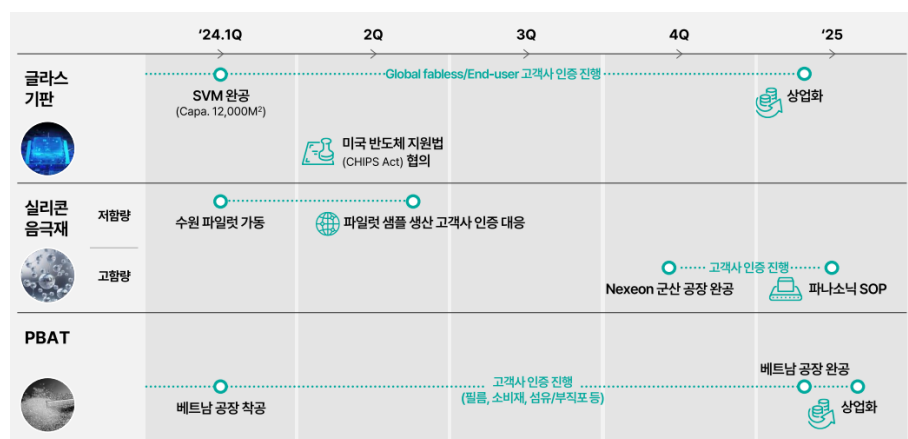 ‘24.1Q 2Q 3Q 4Q ‘25
글라스
기판
Global fabless/End-user 고객사 인증 진행
SVM 완공
(Capa. 12,000M²)
상업화
미국 반도체 지원법
(CHIPS Act) 협의
실리콘
음극재
저함량
수원 파일럿 가동
파일럿 샘플 생산 고객사 인증 대응
고함량
고객사 인증 진행
Nexeon 군산 공장 완공
파나소닉 SOP
PBAT
베트남 공장 완공
고객사 인증 진행
(필름, 소비재, 섬유/부직포 등)
베트남 공장 착공
상업화